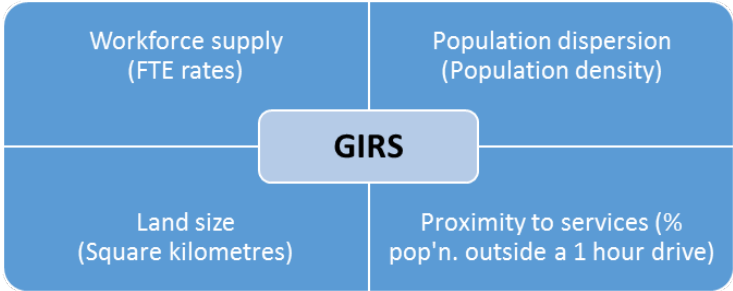 Workforce supply
(FTE rates)
Population dispersion
(Population density)
GIRS
Land size
(Square kilometres)
Proximity to services (%
pop'n. outside a 1 hour drive)